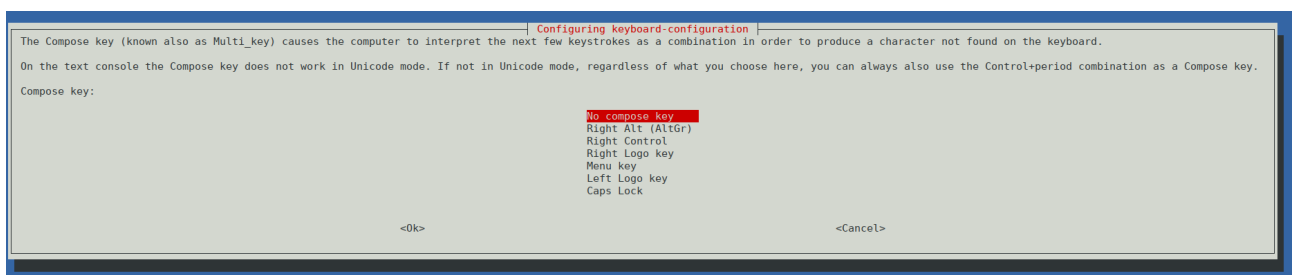 Configuring keyboard-configuration
The Compose key (known also as Multi_key) causes the computer to interpret the next few keystrokes as a combination in order to produce a character not found on the keyboard.
On the text console the Compose key does not work in Unicode mode. If not in Unicode mode, regardless of what you choose here, you can always also use the Control+period combination as a Compose key.
Compose key:
No compose key
Right Alt (AltGr)
Right Control
Right Logo key
Menu key
Left Logo key
Caps Lock
<Ok> <Cancel>